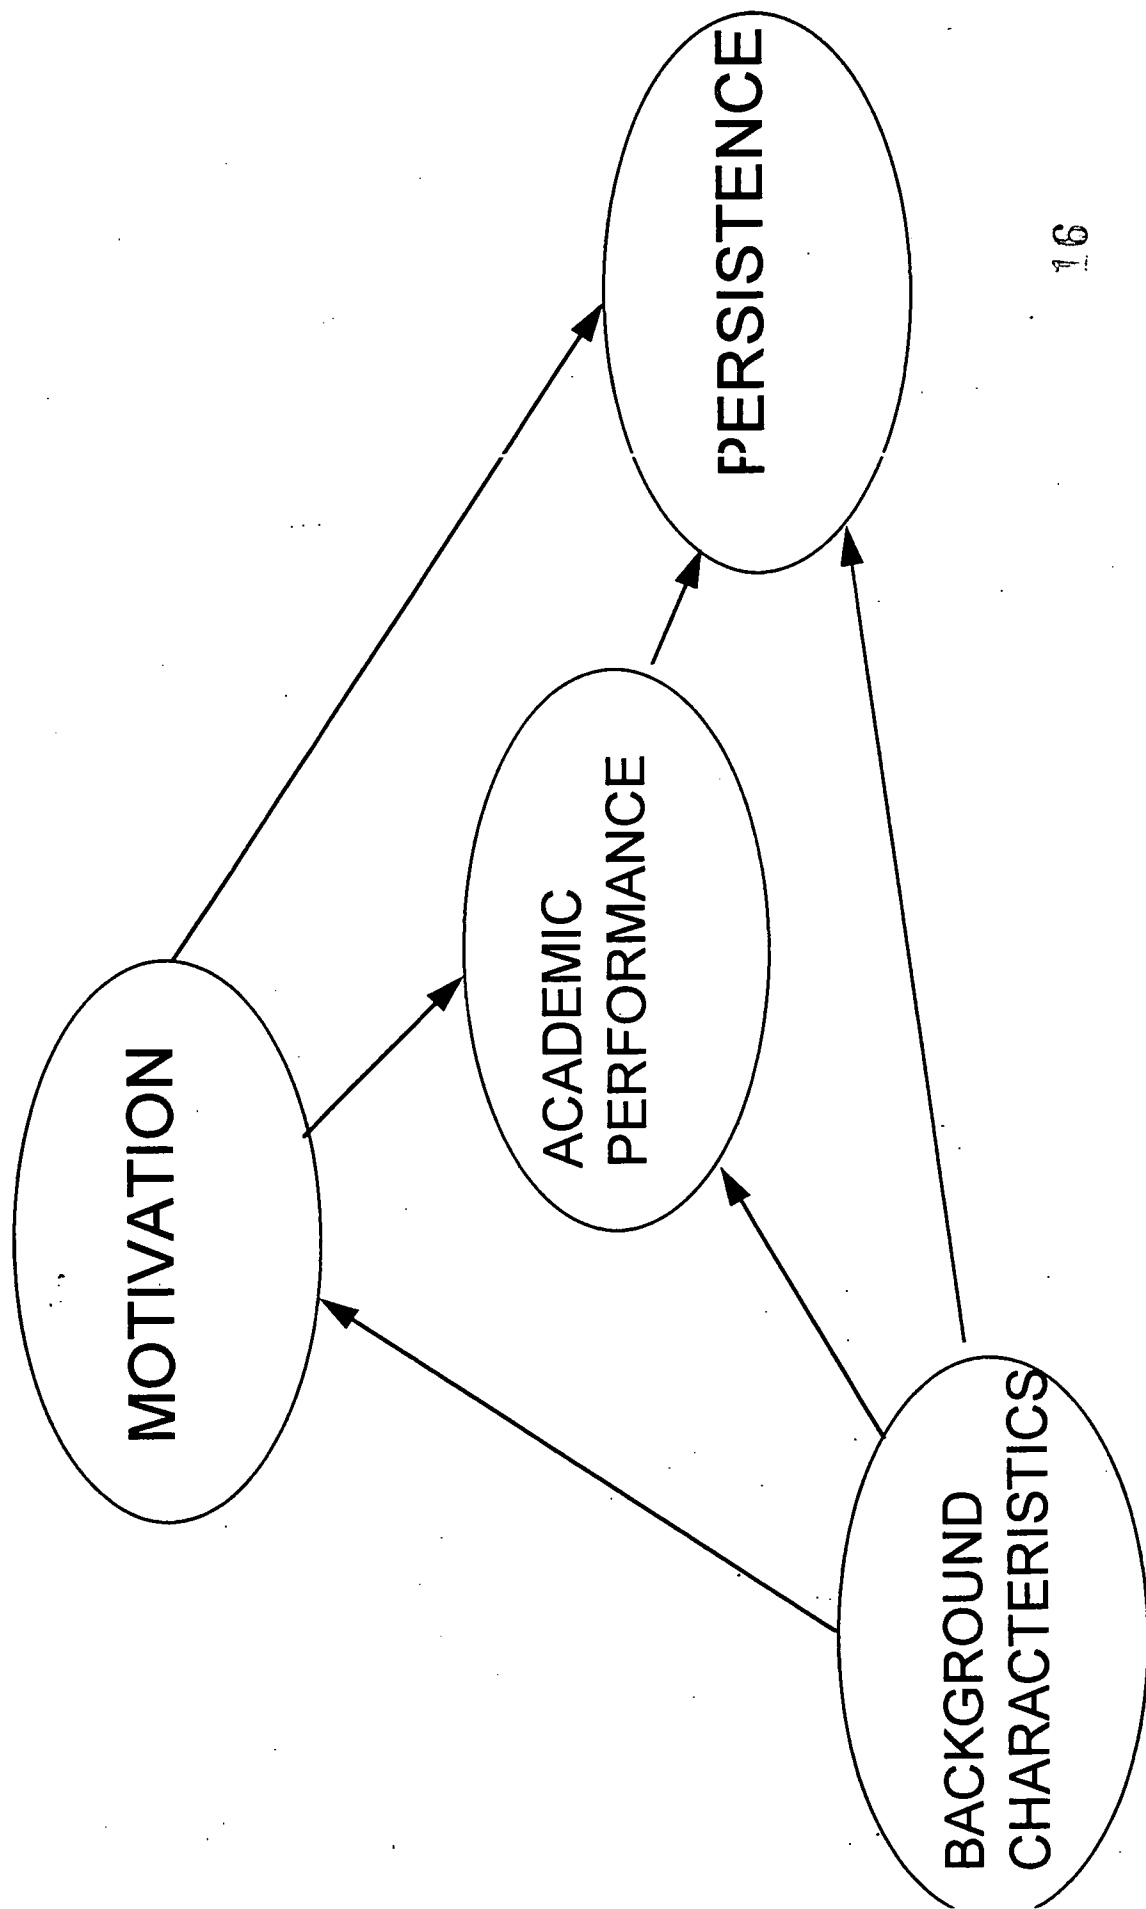 MOTIVATION
ACADEMIC
PERFORMANCE
PERSISTENCE
BACKGROUND
CHARACTERISTICS
16